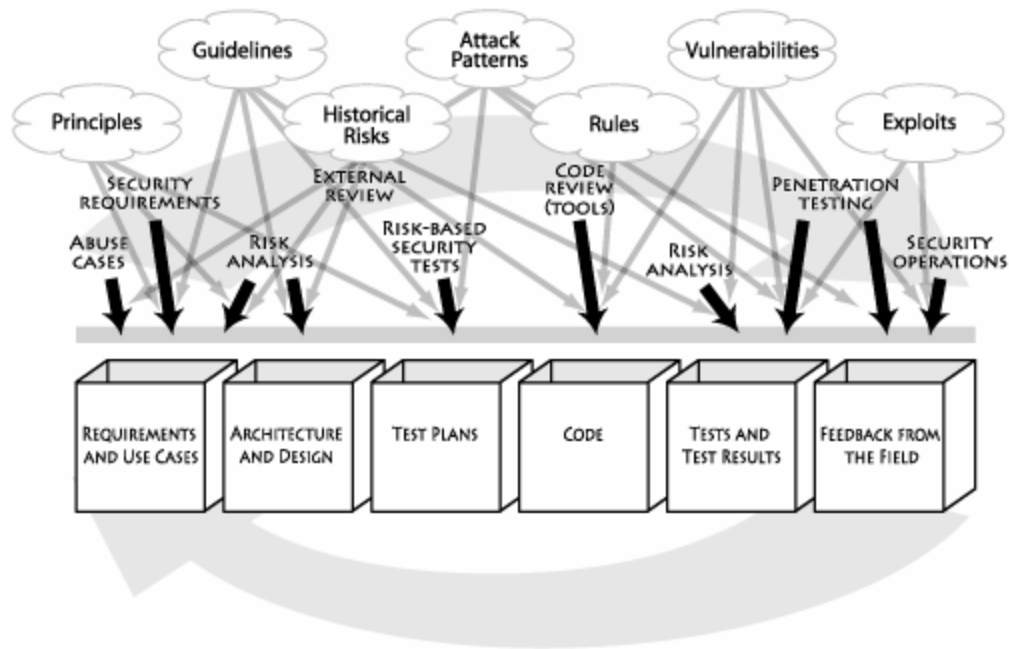 Guidelines
Attack
Patterns
Vulnerabilities
Principles
Historical
Risks
Rules
Exploits
Security
Requirements
External
Review
Code
Review
(Tools)
Penetration
Testing
Abuse
Cases
Risk
Analysis
Risk-Based
Security
Tests
Risk
Analysis
Security
Operations
Requirements
and Use Cases
Architecture
and Design
Test Plans
Code
Tests and
Test Results
Feedback from
the Field